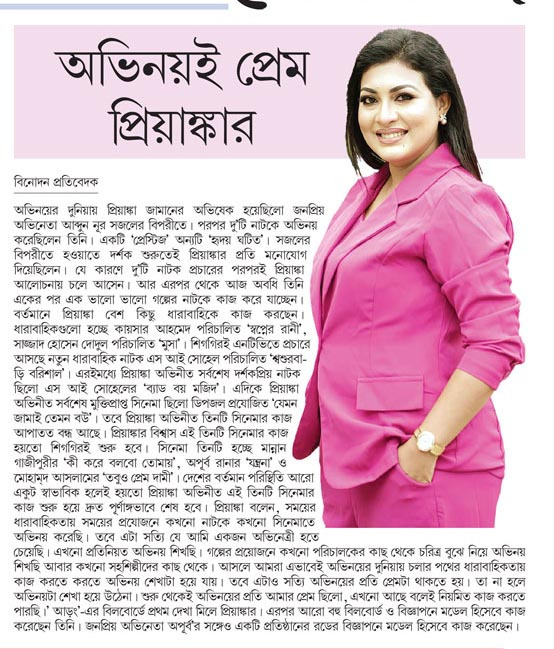 অভিনয়ই প্রেম
প্রিয়াঙ্কার
বিনোদন প্রতিবেদক
অভিনয়ের দুনিয়ায় প্রিয়াঙ্কা জামানের অভিষেক হয়েছিলো জনপ্রিয়
অভিনেতা আব্দুন নূর সজলের বিপরীতে। পরপর দু’টি নাটকে অভিনয়
করেছিলেন তিনি। একটি ‘প্রেস্টিজ’ অন্যটি ‘হৃদয় ঘটিত’। সজলের
বিপরীতে হওয়াতে দর্শক শুরুতেই প্রিয়াঙ্কার প্রতি মনোযোগ
দিয়েছিলেন। যে কারণে দু’টি নাটক প্রচারের পরপরই প্রিয়াঙ্কা
আলোচনায় চলে আসেন। আর এরপর থেকে আজ অবধি তিনি
একের পর এক ভালো ভালো গল্পের নাটকে কাজ করে যাচ্ছেন।
বর্তমানে প্রিয়াঙ্কা বেশ কিছু ধারাবাহিকে কাজ করছেন।
ধারাবাহিকগুলো হচ্ছে কায়সার আহমেদ পরিচালিত ‘স্বপ্নের রানী’,
সাজ্জাদ হোসেন দোদুল পরিচালিত ‘মুসা’। শিগগিরই এনটিভিতে প্রচারে
আসছে নতুন ধারাবাহিক নাটক এস আই সোহেল পরিচালিত ‘শ্বশুরবা-
ড়ি বরিশাল’। এরইমধ্যে প্রিয়াঙ্কা অভিনীত সর্বশেষ দর্শকপ্রিয় নাটক
ছিলো এস আই সোহেলের ‘ব্যাড বয় মজিদ’। এদিকে প্রিয়াঙ্কা
অভিনীত সর্বশেষ মুক্তিপ্রাপ্ত সিনেমা ছিলো ডিপজল প্রযোজিত ‘যেমন
জামাই তেমন বউ’। তবে প্রিয়াঙ্কা অভিনীত তিনটি সিনেমার কাজ
আপাতত বন্ধ আছে। প্রিয়াঙ্কার বিশ্বাস এই তিনটি সিনেমার কাজ
হয়তো শিগগিরই শুরু হবে। সিনেমা তিনটি হচ্ছে মান্নান
গাজীপুরীর ‘কী করে বলবো তোমায়’, অপূর্ব রানার ‘যন্ত্রনা’ ও
মোহাম্মদ আসলামের ‘তবুও প্রেম দামী’। দেশের বর্তমান পরিস্থিতি আরো
একুট স্বাভাবিক হলেই হয়তো প্রিয়াঙ্কা অভিনীত এই তিনটি সিনেমার
কাজ শুরু হয়ে দ্রুত পূর্ণাঙ্গভাবে শেষ হবে। প্রিয়াঙ্কা বলেন, সময়ের
ধারাবাহিকতায় সময়ের প্রয়োজনে কখনো নাটকে কখনো সিনেমাতে
অভিনয় করেছি। তবে এটা সত্যি যে আমি একজন অভিনেত্রী হতে
চেয়েছি। এখনো প্রতিনিয়ত অভিনয় শিখছি। গল্পের প্রয়োজনে কখনো পরিচালকের কাছ থেকে চরিত্র বুঝে নিয়ে অভিনয়
শিখছি আবার কখনো সহশিল্পীদের কাছ থেকে। আসলে আমরা এভাবেই অভিনয়ের দুনিয়ায় চলার পথের ধারাবাহিকতায়
কাজ করতে করতে অভিনয় শেখাটা হয়ে যায়। তবে এটাও সত্যি অভিনয়ের প্রতি প্রেমটা থাকতে হয়। তা না হলে
অভিনয়টা শেখা হয়ে উঠেনা। শুরু থেকেই অভিনয়ের প্রতি আমার প্রেম ছিলো, এখনো আছে বলেই নিয়মিত কাজ করতে
পারছি।’ আড়ং’-এর বিলবোর্ডে প্রথম দেখা মিলে প্রিয়াঙ্কার। এরপর আরো বহু বিলবোর্ড ও বিজ্ঞাপনে মডেল হিসেবে কাজ
করেছেন তিনি। জনপ্রিয় অভিনেতা অপূর্ব’র সঙ্গেও একটি প্রতিষ্ঠানের রডের বিজ্ঞাপনে মডেল হিসেবে কাজ করেছেন।